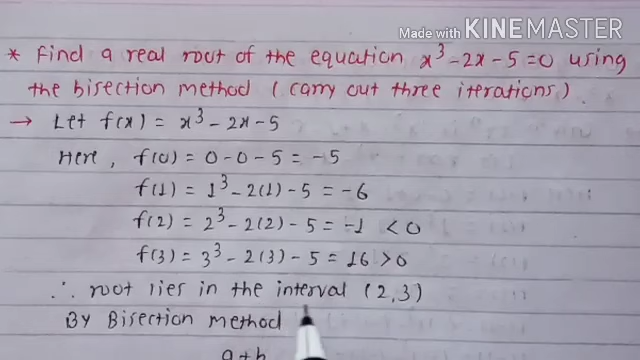 Made with KINEMASTER
* Find a real root of the equation x³ - 2x - 5 = 0 using
the bisection method ( carry out three iterations ) .
→ Let f(x) = x³ - 2x - 5
Here , f(0) = 0 - 0 - 5 = -5
f(1) = 1³ - 2(1) - 5 = -6
f(2) = 2³ - 2(2) - 5 = -1 < 0
f(3) = 3³ - 2(3) - 5 = 16 > 0
∴ root lies in the interval (2,3)
By Bisection method
a+b